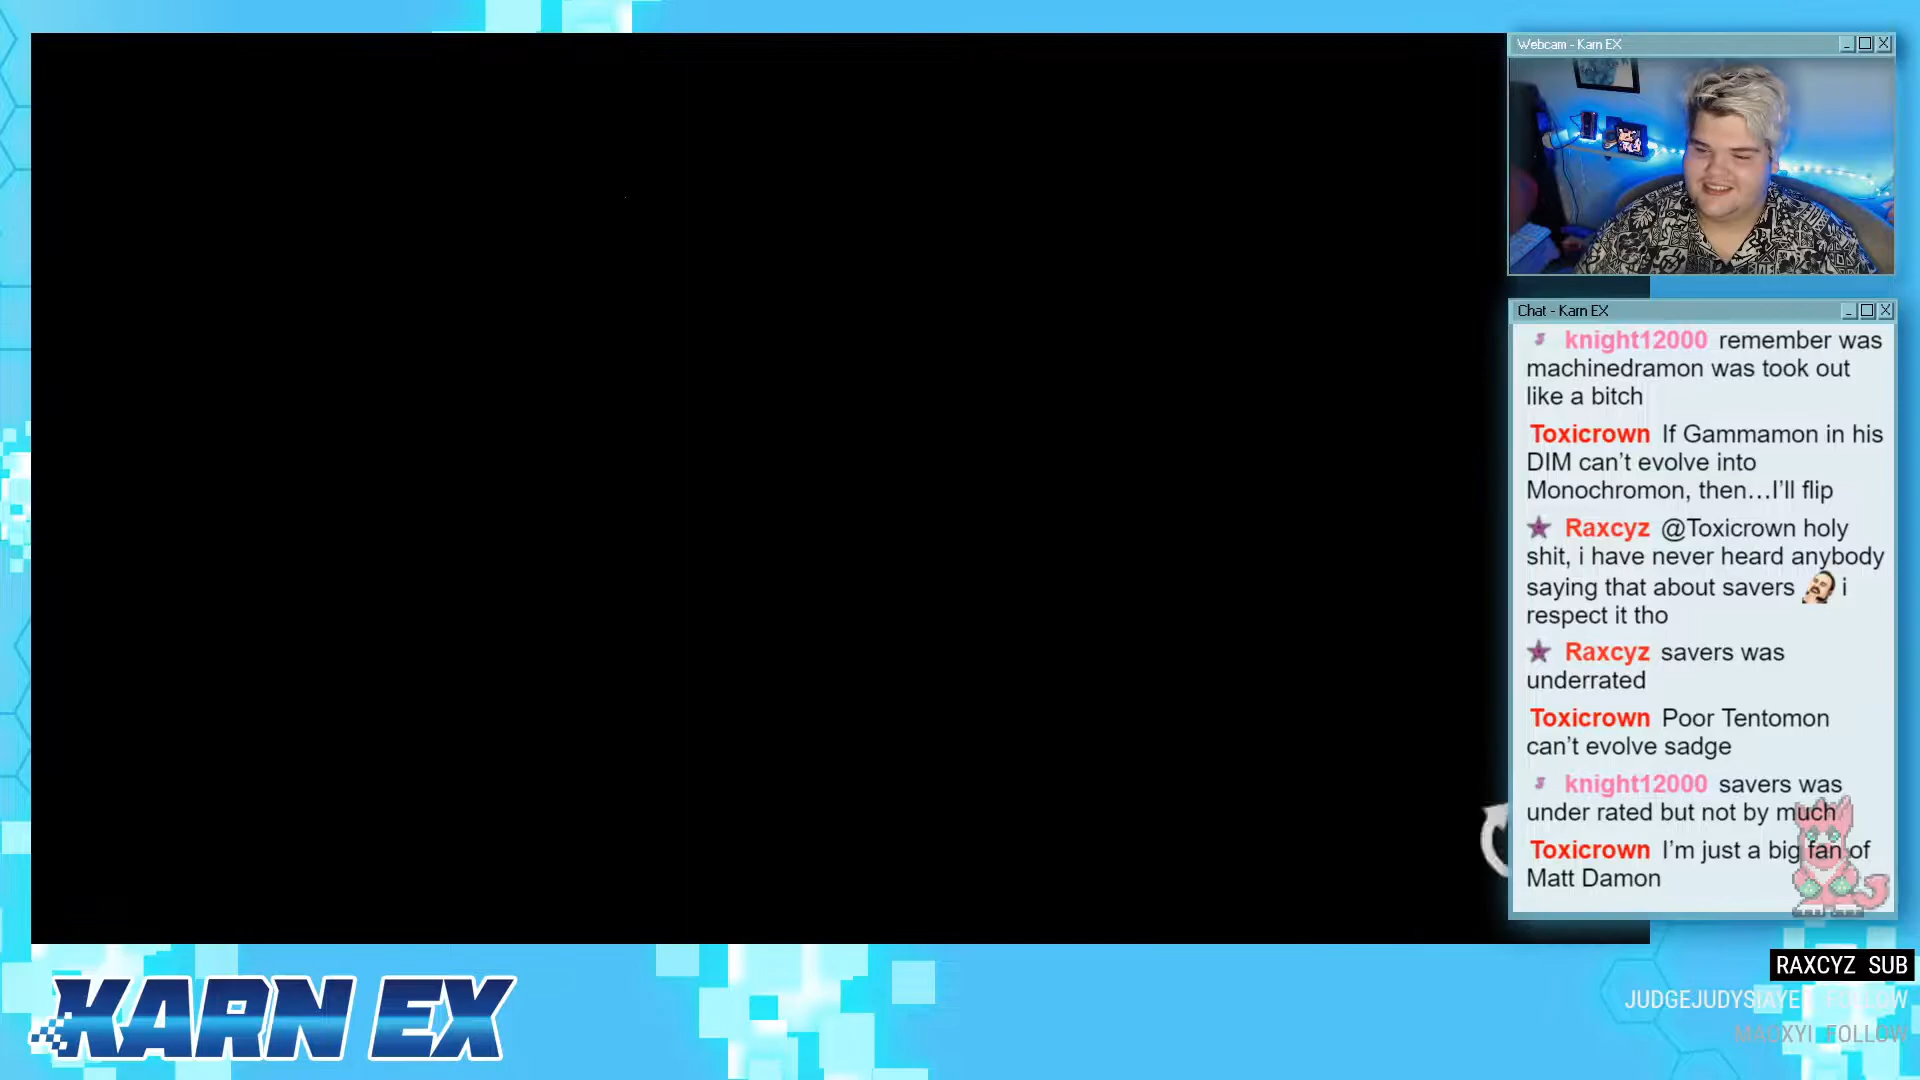 Webcam - Karn EX
Chat - Karn EX
knight12000 remember was
machinedramon was took out
like a bitch
Toxicrown If Gammamon in his
DIM can't evolve into
Monochromon, then…I'll flip
Raxcyz @Toxicrown holy
shit, i have never heard anybody
saying that about savers i
respect it tho
Raxcyz savers was
underrated
Toxicrown Poor Tentomon
can't evolve sadge
knight12000 savers was
under rated but not by much
Toxicrown I'm just a big fan of
Matt Damon
KARN EX
RAXCYZ SUB
JUDGEJUDYSLAYE FOLLOW
MAOXYI FOLLOW